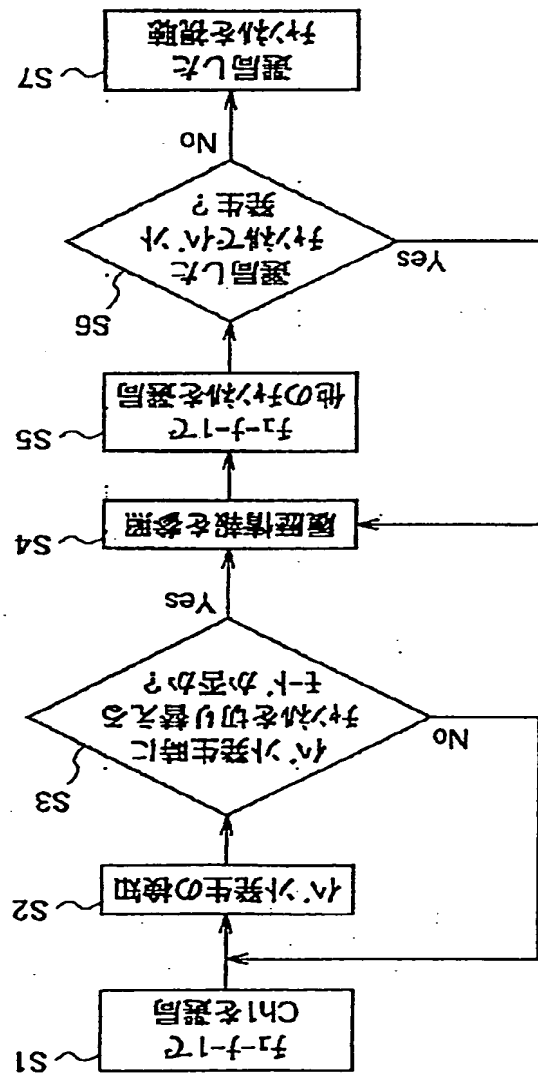 チューナー1で
Ch1を選局
S1
イベント発生の検知
S2
イベント発生時に
チャンネルを切り替える
モードか否か?
S3
No
Yes
履歴情報を参照
S4
チューナー1で
他のチャンネルを選局
S5
選局した
チャンネルでイベント
発生?
S6
Yes
No
選局した
チャンネルを視聴
S7